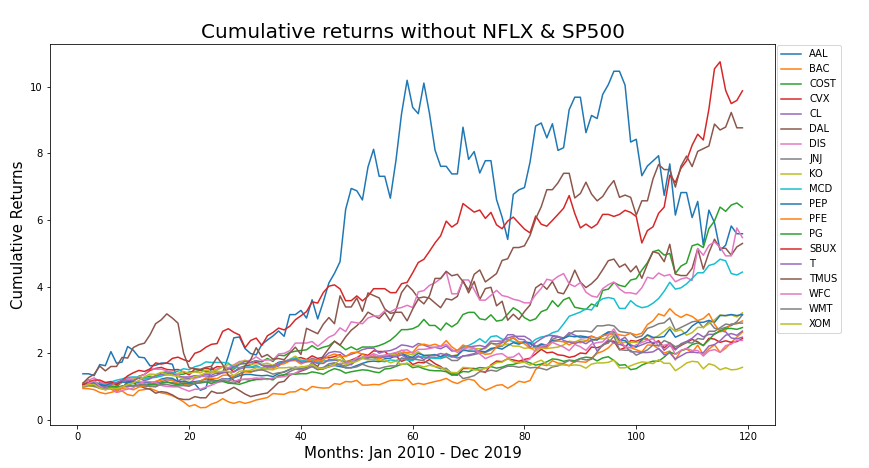 Cumulative returns without NFLX & SP500
Cumulative Returns
10
8
6
4
2
0
0 20 40 60 80 100 120
Months: Jan 2010 - Dec 2019
AAL
BAC
COST
CVX
CL
DAL
DIS
JNJ
KO
MCD
PEP
PFE
PG
SBUX
T
TMUS
WFC
WMT
XOM